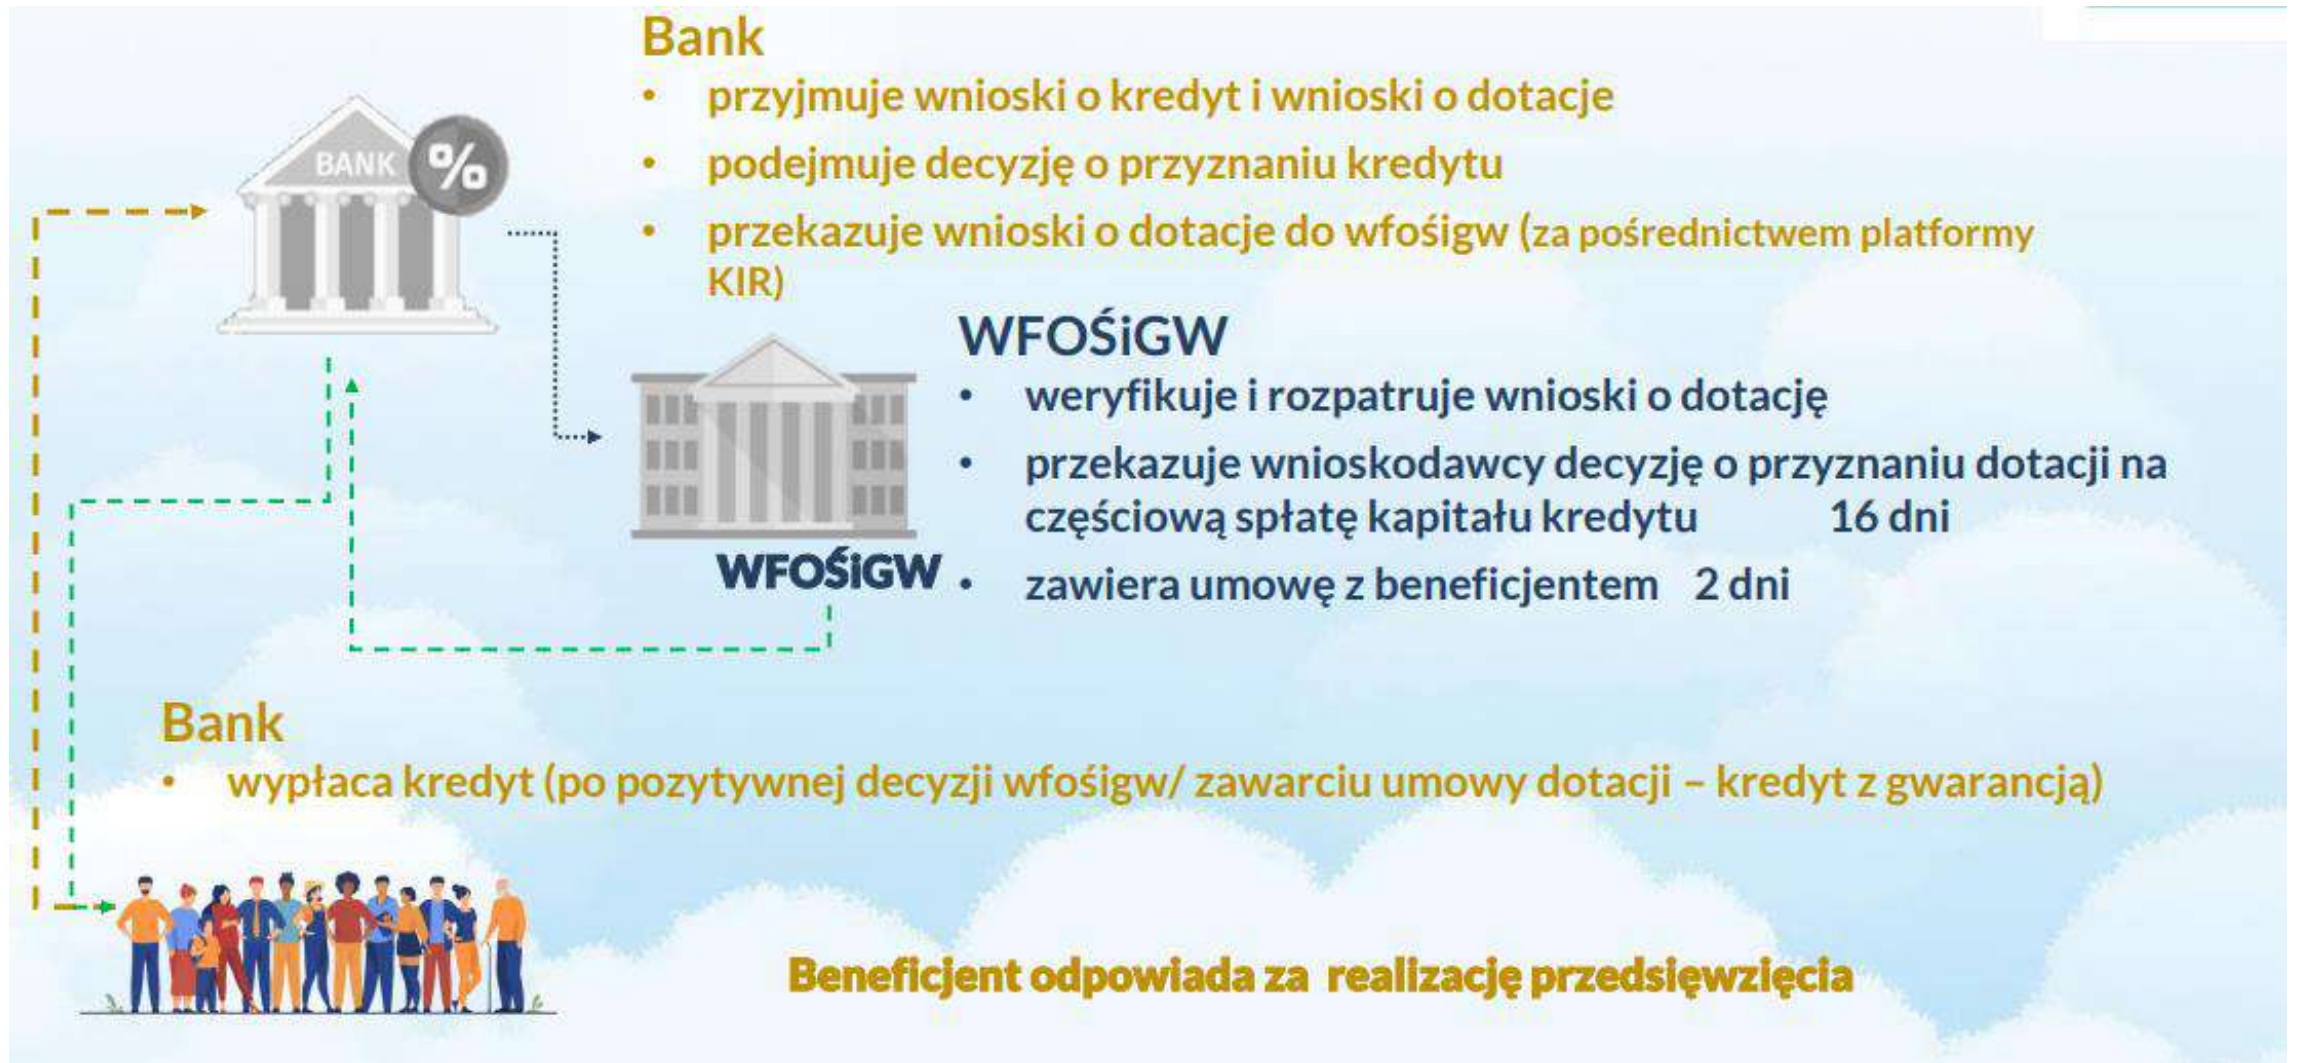 Bank
• przyjmuje wnioski o kredyt i wnioski o dotacje
• podejmuje decyzję o przyznaniu kredytu
• przekazuje wnioski o dotacje do wfośigw (za pośrednictwem platformy
KIR)
BANK %
WFOŚiGW
• weryfikuje i rozpatruje wnioski o dotację
• przekazuje wnioskodawcy decyzję o przyznaniu dotacji na
częściową spłatę kapitału kredytu 16 dni
• zawiera umowę z beneficjentem 2 dni
WFOŚiGW
Bank
• wypłaca kredyt (po pozytywnej decyzji wfośigw/ zawarciu umowy dotacji – kredyt z gwarancją)
Beneficjent odpowiada za realizację przedsięwzięcia